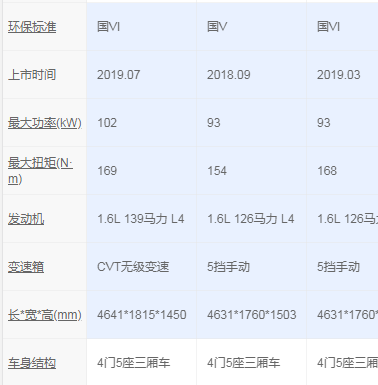 环保标准 国VI 国V 国VI
上市时间 2019.07 2018.09 2019.03
最大功率(kW) 102 93 93
最大扭矩(N·
m) 169 154 168
发动机 1.6L 139马力 L4 1.6L 126马力 L4 1.6L 126马
变速箱 CVT无级变速 5挡手动 5挡手动
长*宽*高(mm) 4641*1815*1450 4631*1760*1503 4631*1760*
车身结构 4门5座三厢车 4门5座三厢车 4门5座三厢